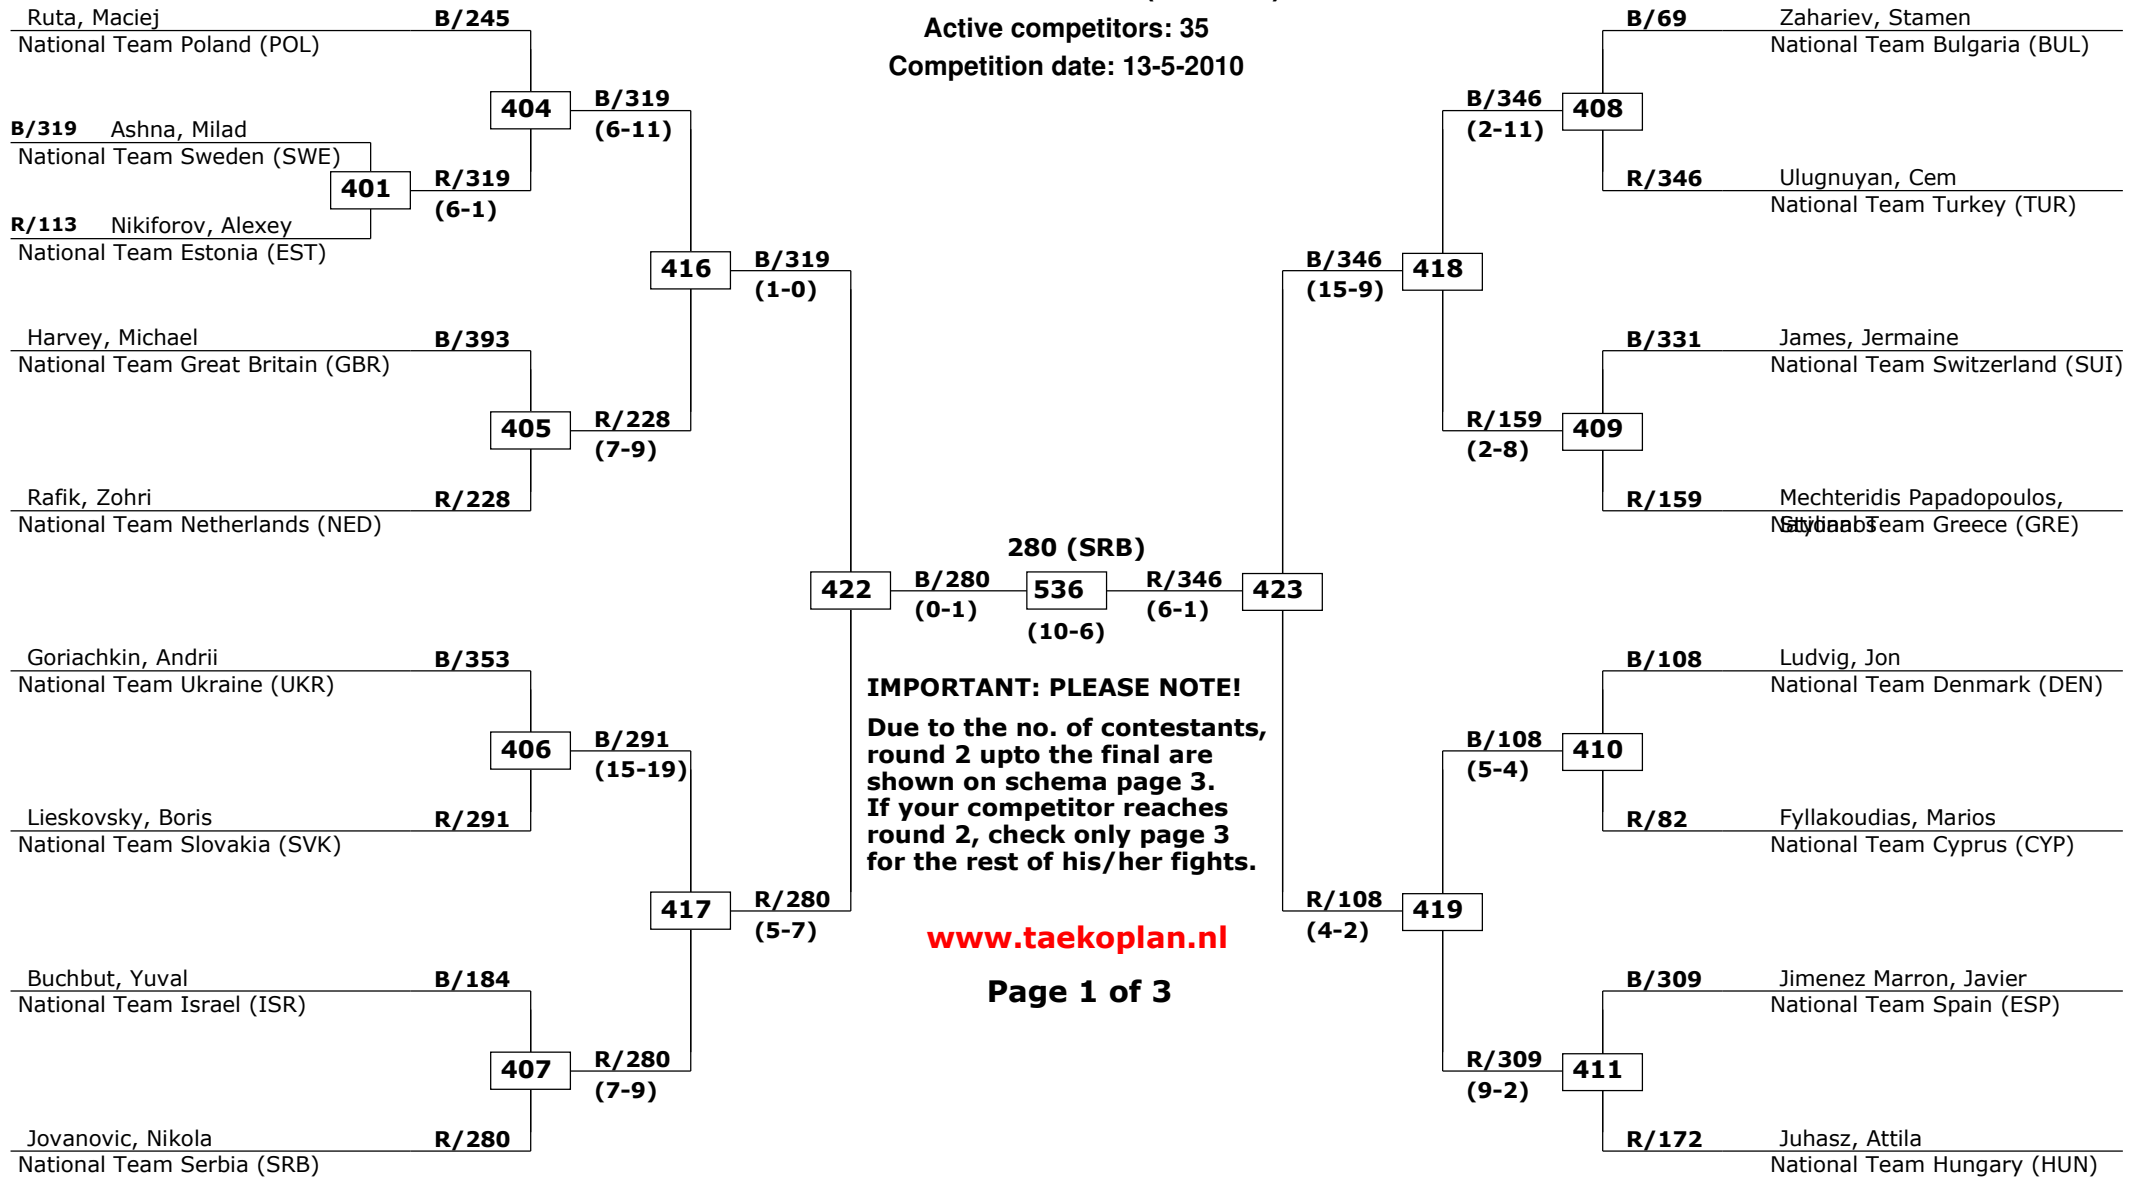 Active competitors: 35
Competition date: 13-5-2010
Ruta, Maciej B/245
National Team Poland (POL)
B/319 Ashna, Milad
National Team Sweden (SWE)
R/113 Nikiforov, Alexey
National Team Estonia (EST)
401
R/319
(6-1)
404
B/319
(6-11)
Harvey, Michael B/393
National Team Great Britain (GBR)
405
R/228
(7-9)
Rafik, Zohri R/228
National Team Netherlands (NED)
416
B/319
(1-0)
Goriachkin, Andrii B/353
National Team Ukraine (UKR)
406
B/291
(15-19)
Lieskovsky, Boris R/291
National Team Slovakia (SVK)
417
R/280
(5-7)
Buchbut, Yuval B/184
National Team Israel (ISR)
407
R/280
(7-9)
Jovanovic, Nikola R/280
National Team Serbia (SRB)
280 (SRB)
422 B/280 536 R/346 423
(0-1) (6-1)
(10-6)
IMPORTANT: PLEASE NOTE!
Due to the no. of contestants,
round 2 upto the final are
shown on schema page 3.
If your competitor reaches
round 2, check only page 3
for the rest of his/her fights.
www.taekoplan.nl
Page 1 of 3
B/69 Zahariev, Stamen
National Team Bulgaria (BUL)
B/346 408
(2-11)
R/346 Ulugnuyan, Cem
National Team Turkey (TUR)
B/346 418
(15-9)
B/331 James, Jermaine
National Team Switzerland (SUI)
R/159 409
(2-8)
R/159 Mechteridis Papadopoulos,
Stylianos
National Team Greece (GRE)
B/108 Ludvig, Jon
National Team Denmark (DEN)
B/108 410
(5-4)
R/82 Fyllakoudias, Marios
National Team Cyprus (CYP)
R/108 419
(4-2)
B/309 Jimenez Marron, Javier
National Team Spain (ESP)
R/309 411
(9-2)
R/172 Juhasz, Attila
National Team Hungary (HUN)